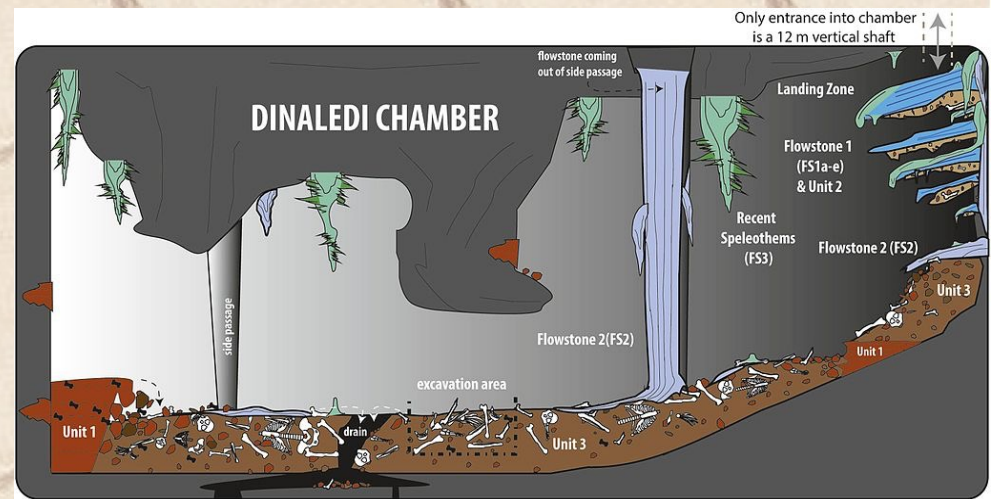 Only entrance into chamber
is a 12 m vertical shaft
flowstone coming
out of side passage
DINALEDI CHAMBER
Landing Zone
Flowstone 1
(FS1a-e)
& Unit 2
Recent
Speleothems
(FS3)
Flowstone 2 (FS2)
Unit 3
side passage
Flowstone 2(FS2)
Unit 1
excavation area
Unit 1
drain
Unit 3